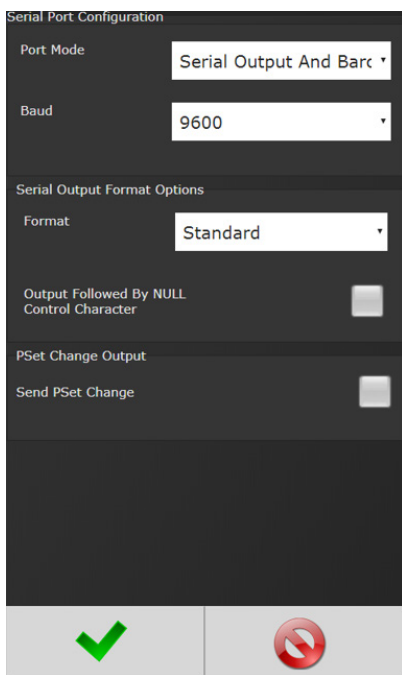 Serial Port Configuration
Port Mode
Serial Output And Barc
Baud
9600
Serial Output Format Options
Format
Standard
Output Followed By NULL
Control Character
PSet Change Output
Send PSet Change